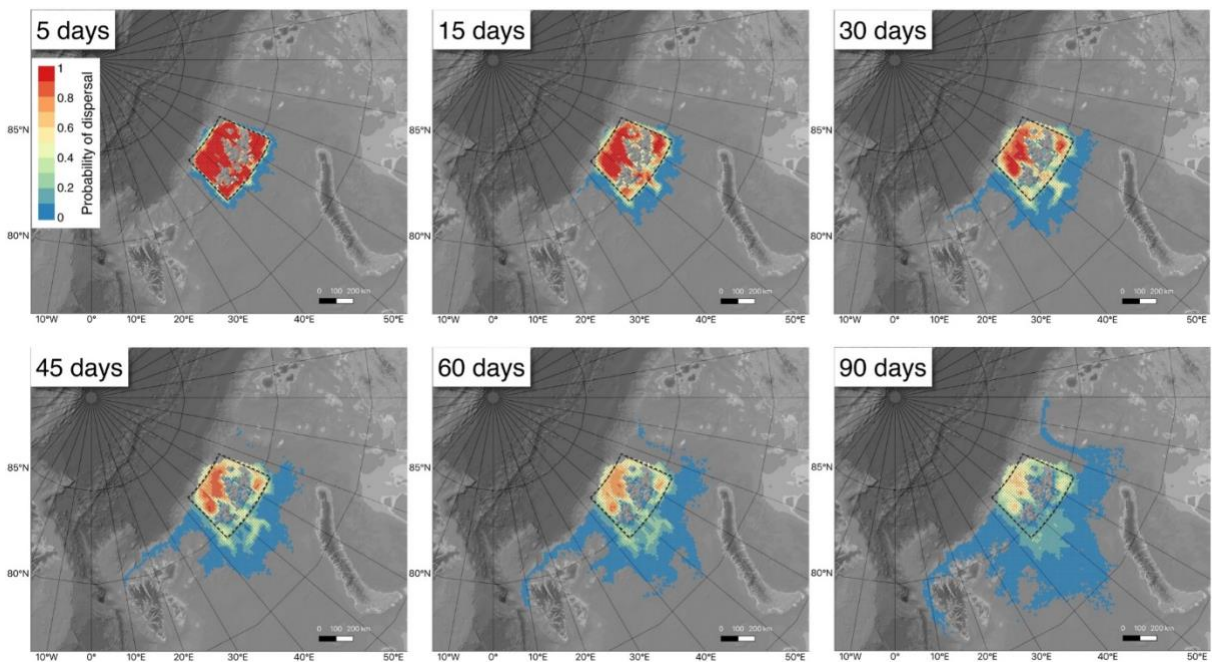 5 days
15 days
30 days
1
0.8
0.6
0.4
0.2
0
Probability of dispersal
85°N
80°N
0 100 200 km
10°W 0° 10°E 20°E 30°E 40°E 50°E
85°N
80°N
0 100 200 km
10°W 0° 10°E 20°E 30°E 40°E 50°E
85°N
80°N
0 100 200 km
10°W 0° 10°E 20°E 30°E 40°E 50°E
45 days
60 days
90 days
85°N
80°N
0 100 200 km
10°W 0° 10°E 20°E 30°E 40°E 50°E
85°N
80°N
0 100 200 km
10°W 0° 10°E 20°E 30°E 40°E 50°E
85°N
80°N
0 100 200 km
10°W 0° 10°E 20°E 30°E 40°E 50°E